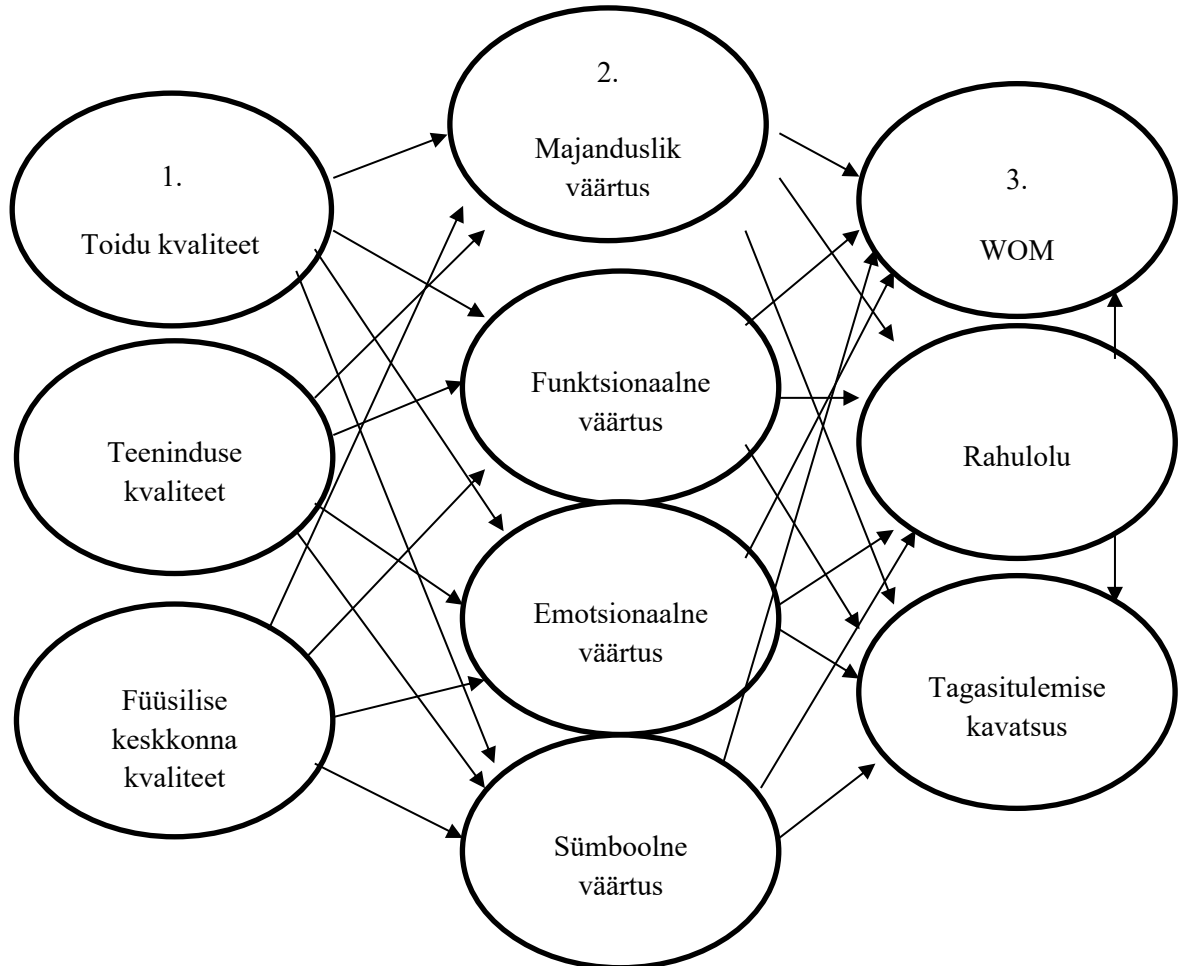 1.
Toidu kvaliteet
Teeninduse
kvaliteet
Füüsilise
keskkonna
kvaliteet
2.
Majanduslik
väärtus
Funktsionaalne
väärtus
Emotsionaalne
väärtus
Sümboolne
väärtus
3.
WOM
Rahulolu
Tagasitulemise
kavatsus